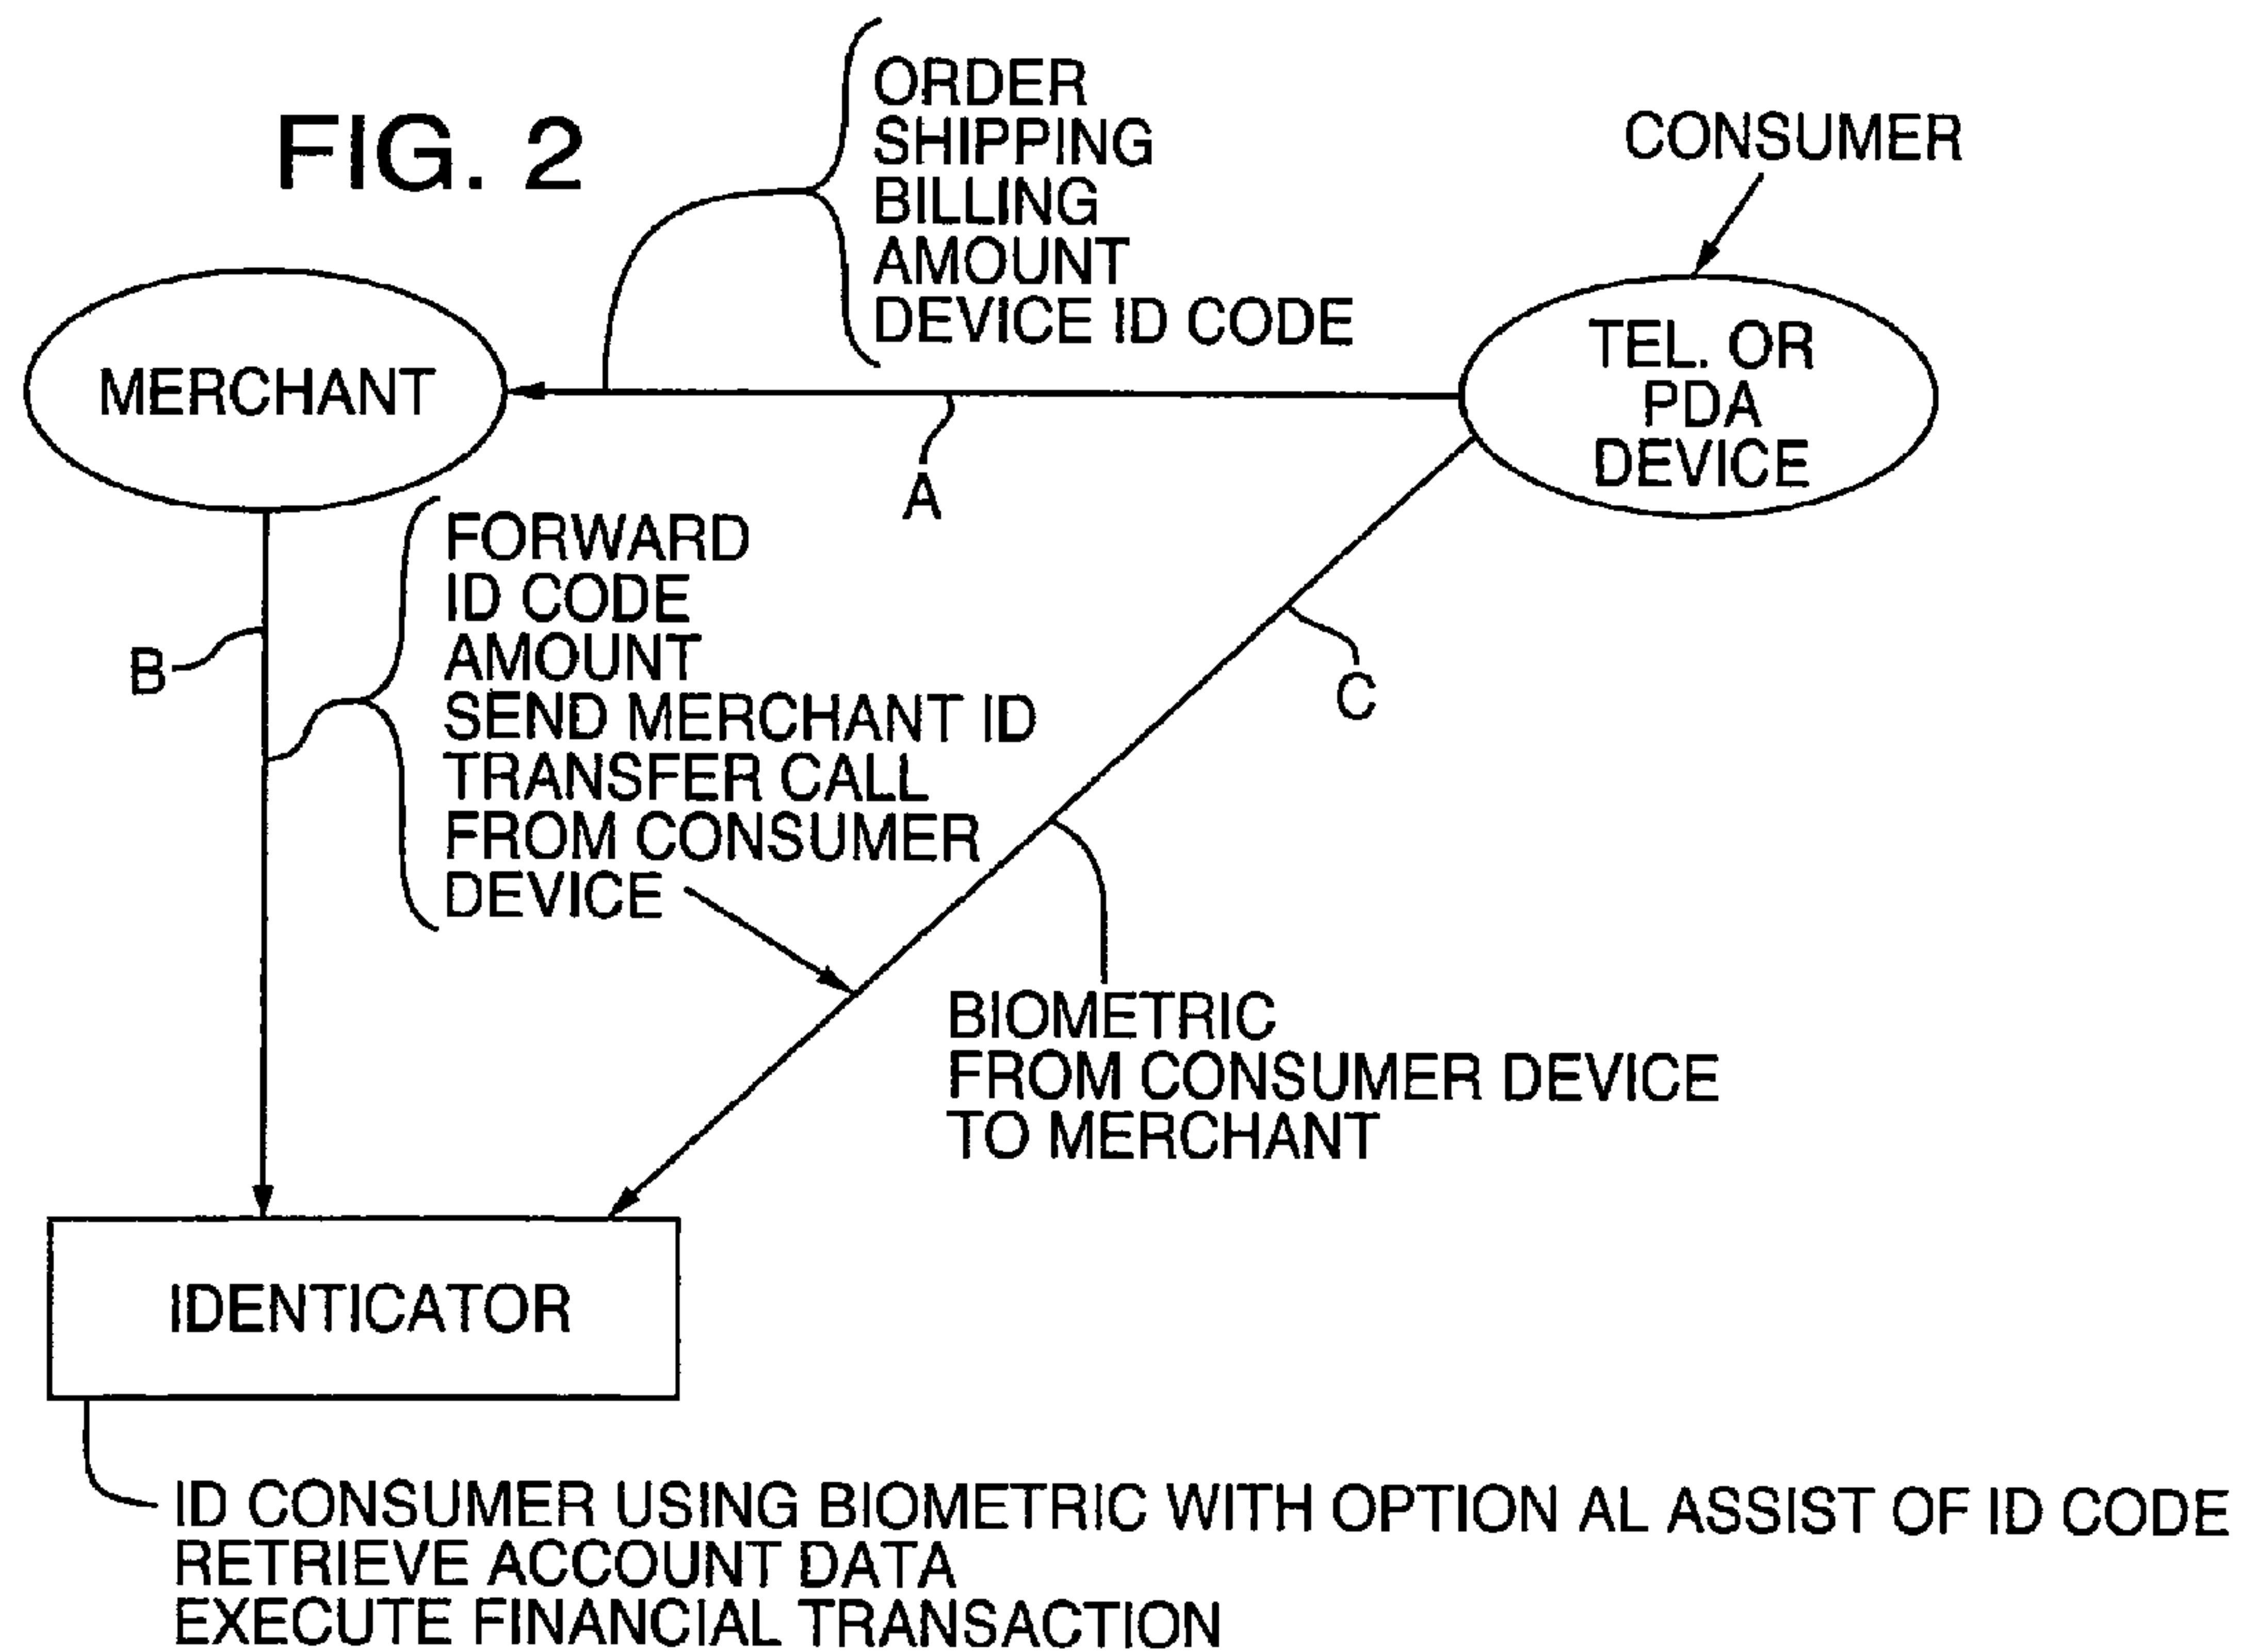 FIG. 2
ORDER
SHIPPING
BILLING
AMOUNT
DEVICE ID CODE
CONSUMER
MERCHANT
TEL. OR
PDA
DEVICE
A
FORWARD
ID CODE
AMOUNT
SEND MERCHANT ID
TRANSFER CALL
FROM CONSUMER
DEVICE
B
C
BIOMETRIC
FROM CONSUMER DEVICE
TO MERCHANT
IDENTICATOR
ID CONSUMER USING BIOMETRIC WITH OPTION AL ASSIST OF ID CODE
RETRIEVE ACCOUNT DATA
EXECUTE FINANCIAL TRANSACTION